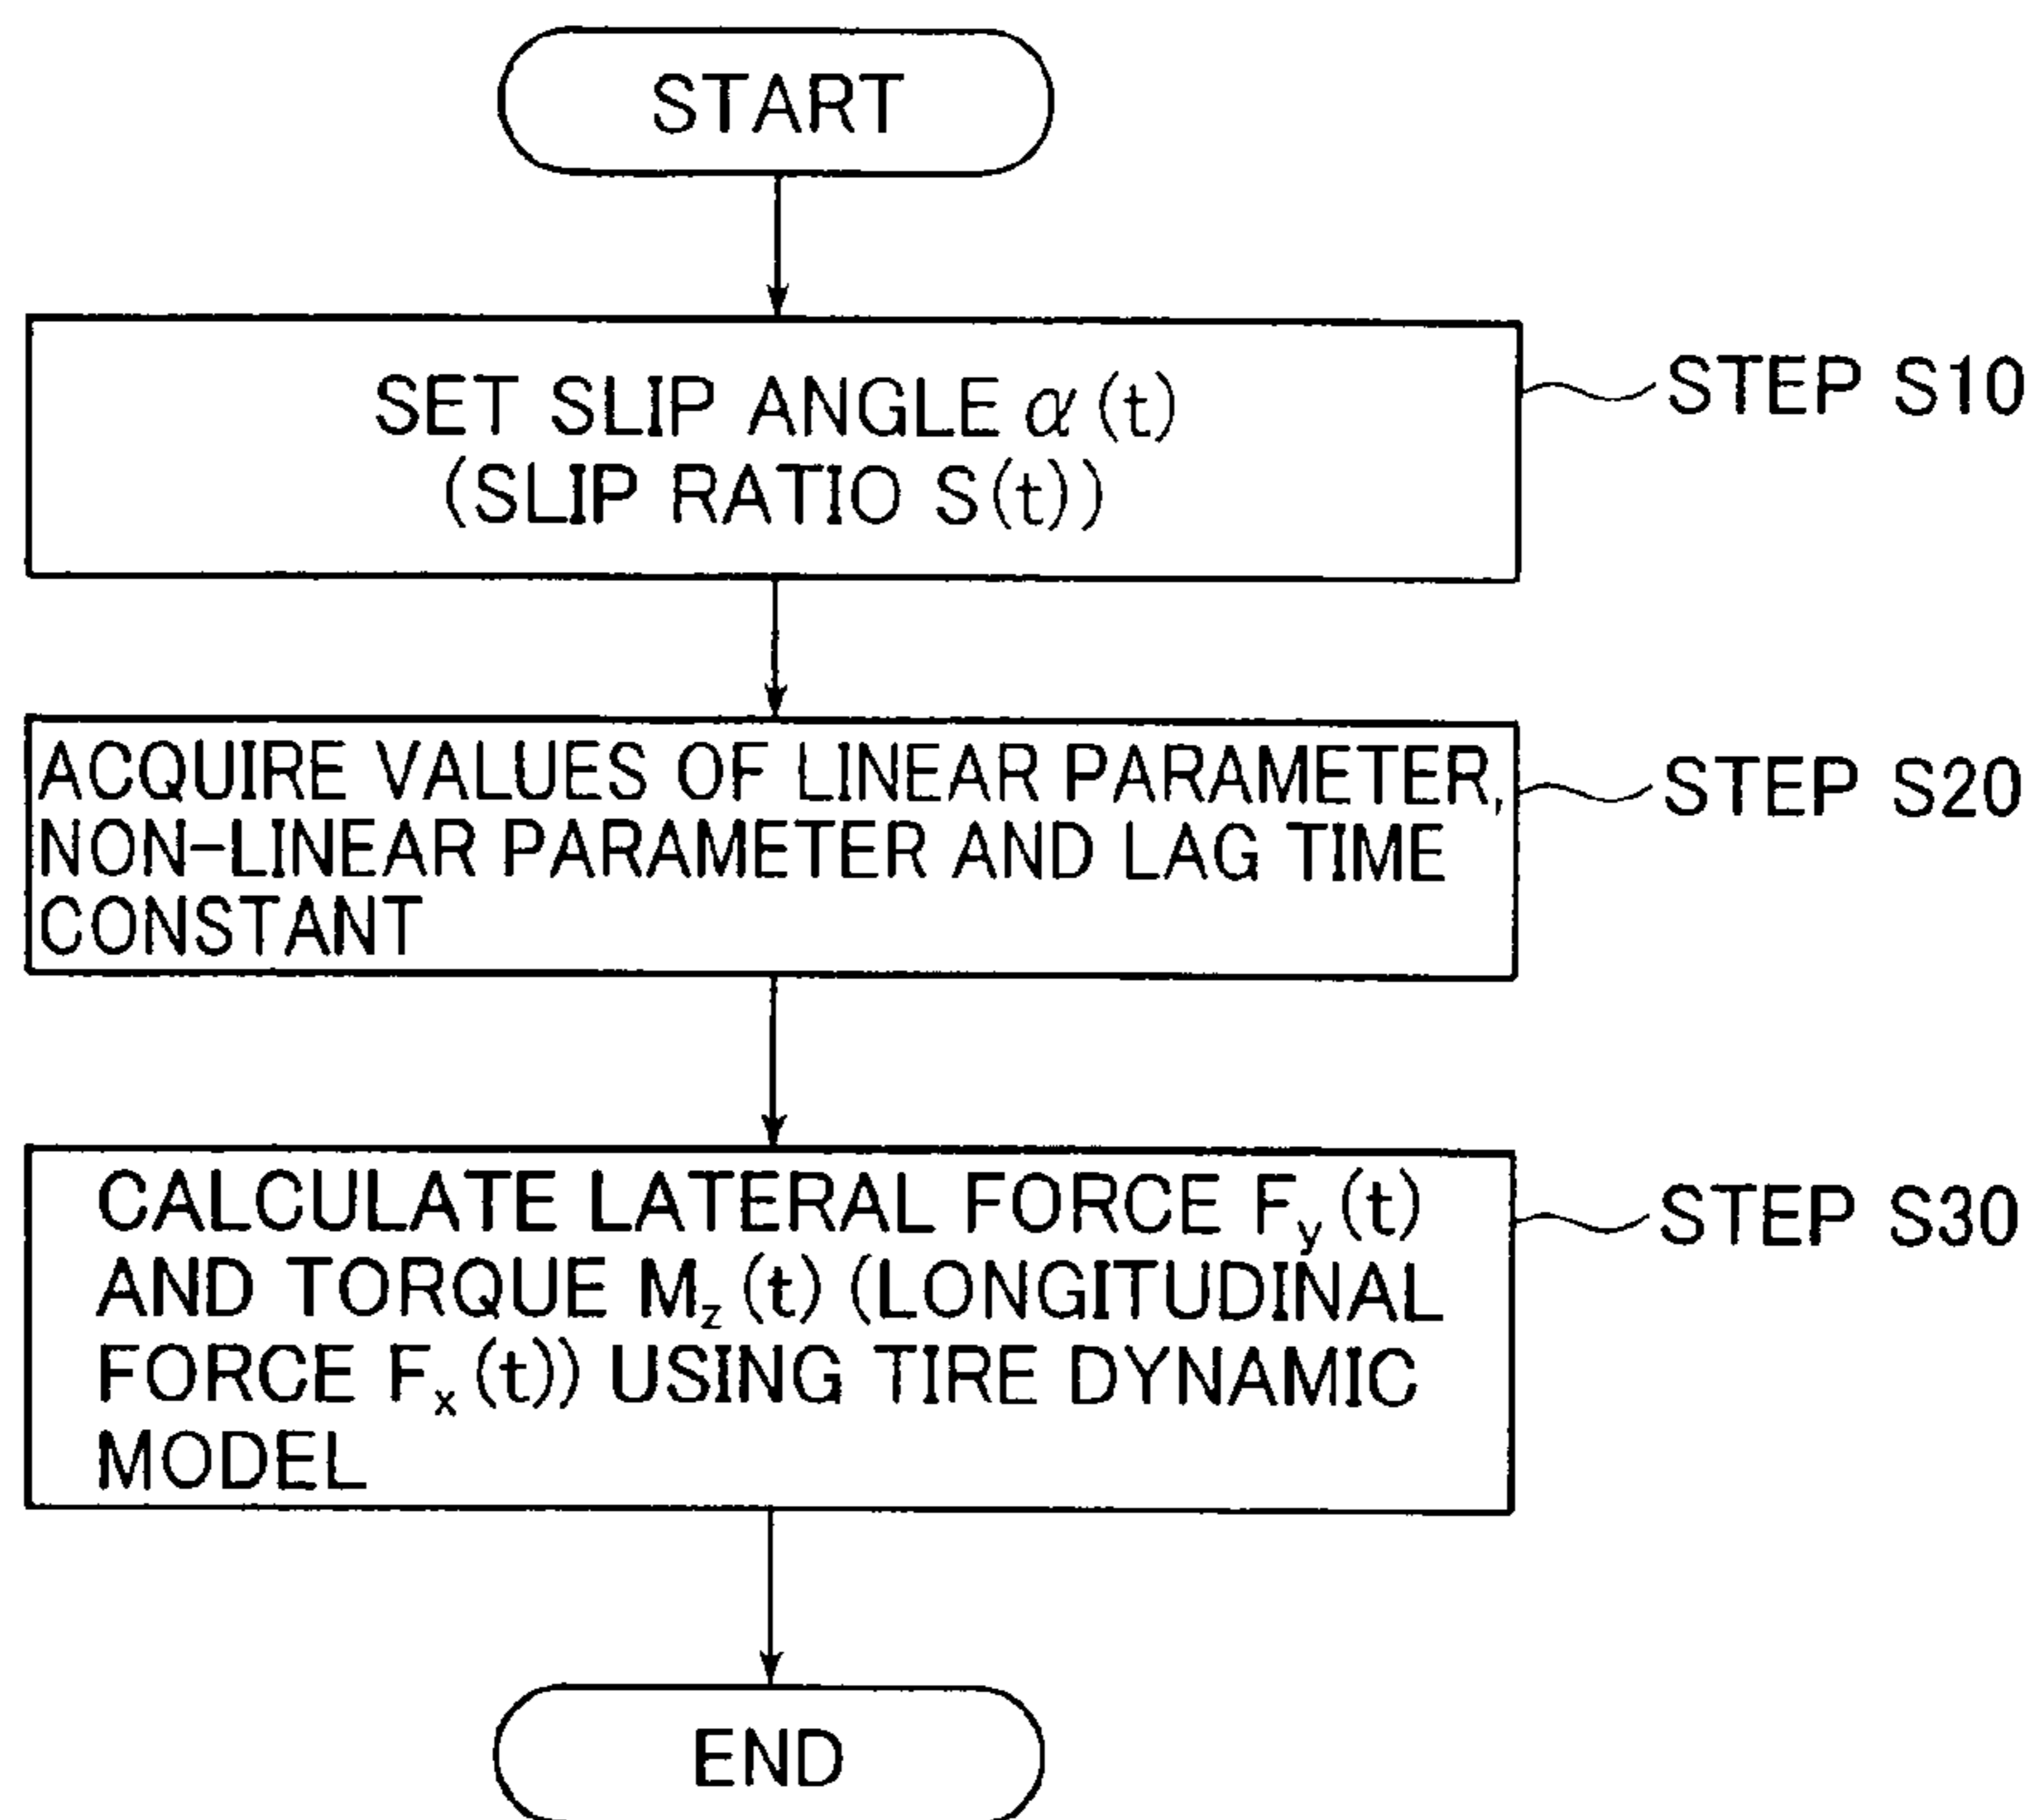 START
SET SLIP ANGLE α(t)
(SLIP RATIO S(t))
STEP S10
ACQUIRE VALUES OF LINEAR PARAMETER,
NON-LINEAR PARAMETER AND LAG TIME
CONSTANT
STEP S20
CALCULATE LATERAL FORCE Fy(t)
AND TORQUE Mz(t) (LONGITUDINAL
FORCE Fx(t)) USING TIRE DYNAMIC
MODEL
STEP S30
END